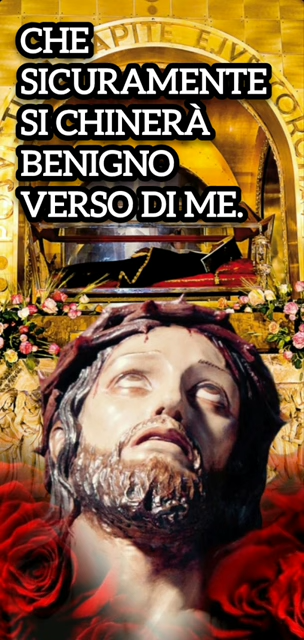 CHE
SICURAMENTE
SI CHINERÀ
BENIGNO
VERSO DI ME.